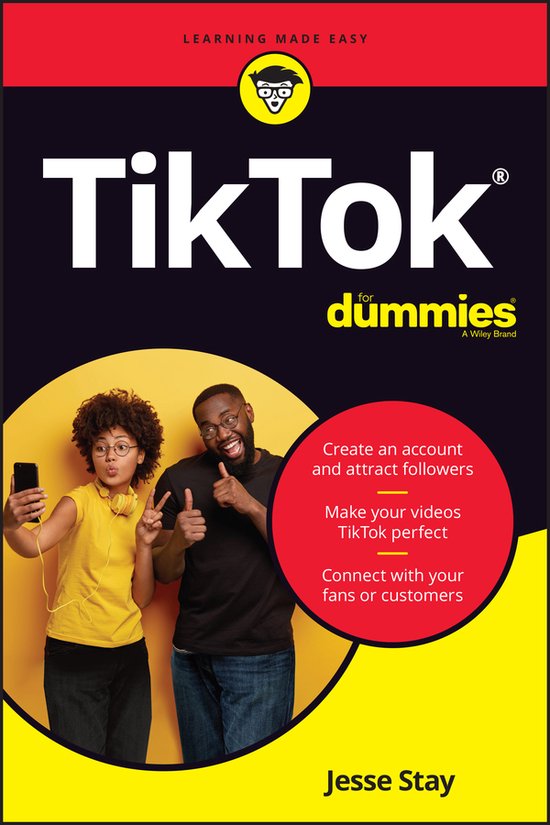 LEARNING MADE EASY
TikTok®
for
dummies®
A Wiley Brand
Create an account
and attract followers
Make your videos
TikTok perfect
Connect with your
fans or customers
Jesse Stay